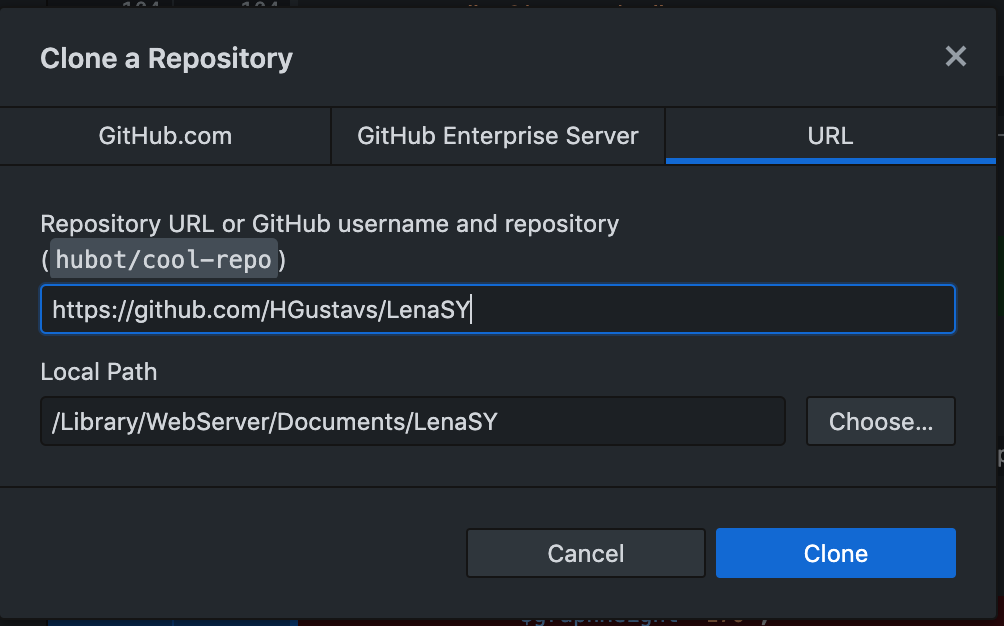 Clone a Repository
GitHub.com
GitHub Enterprise Server
URL
Repository URL or GitHub username and repository
(hubot/cool-repo)
https://github.com/HGustavs/LenaSY
Local Path
/Library/WebServer/Documents/LenaSY
Choose...
Cancel
Clone